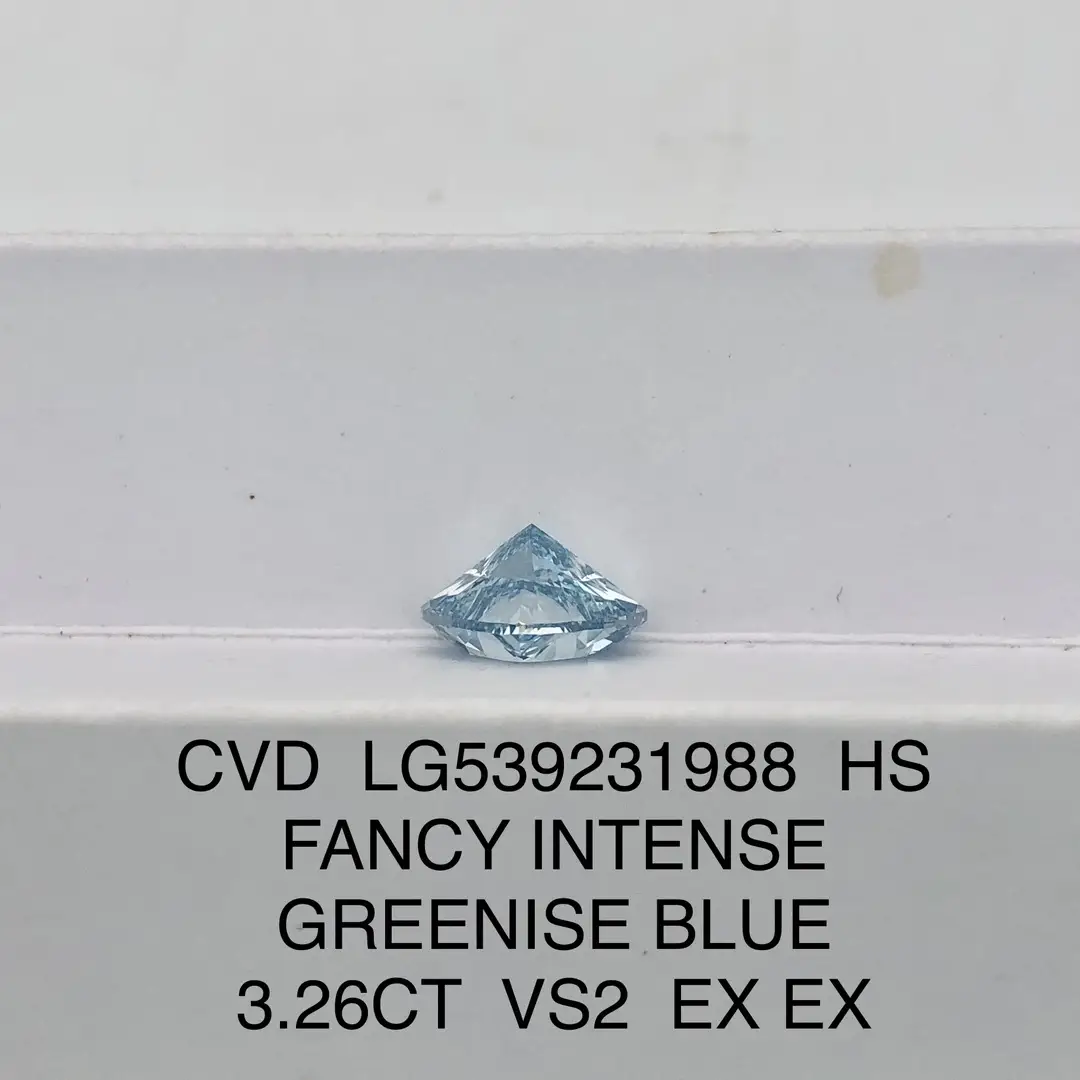 CVD LG539231988 HS
FANCY INTENSE
GREENISE BLUE
3.26CT VS2 EX EX